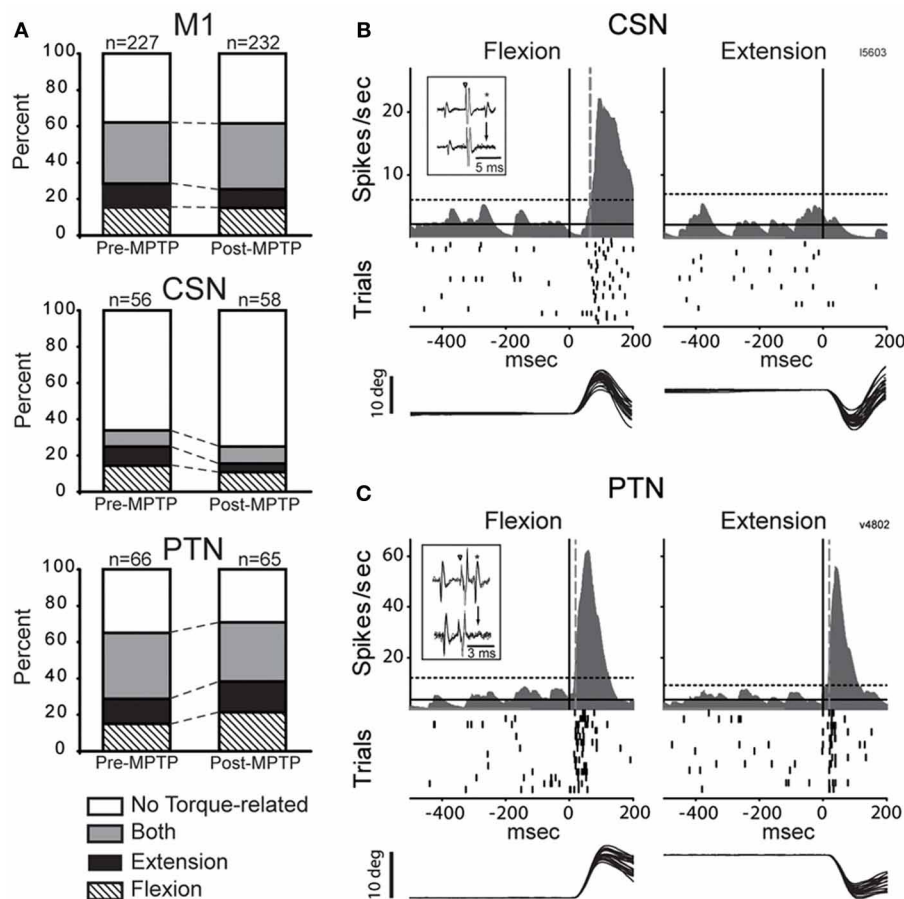 A
M1
n=227 n=232
100
80
60
40
20
0
Percent
Pre-MPTP Post-MPTP
CSN
n=56 n=58
100
80
60
40
20
0
Percent
Pre-MPTP Post-MPTP
PTN
n=66 n=65
100
80
60
40
20
0
Percent
Pre-MPTP Post-MPTP
No Torque-related
Both
Extension
Flexion
B
CSN
Flexion Extension
I5603
Spikes/sec
20
10
*
5 ms
Trials
-400 -200 0 200 -400 -200 0 200
msec msec
10 deg
C
PTN
Flexion Extension
v4802
Spikes/sec
60
40
20
*
3 ms
Trials
-400 -200 0 200 -400 -200 0 200
msec msec
10 deg